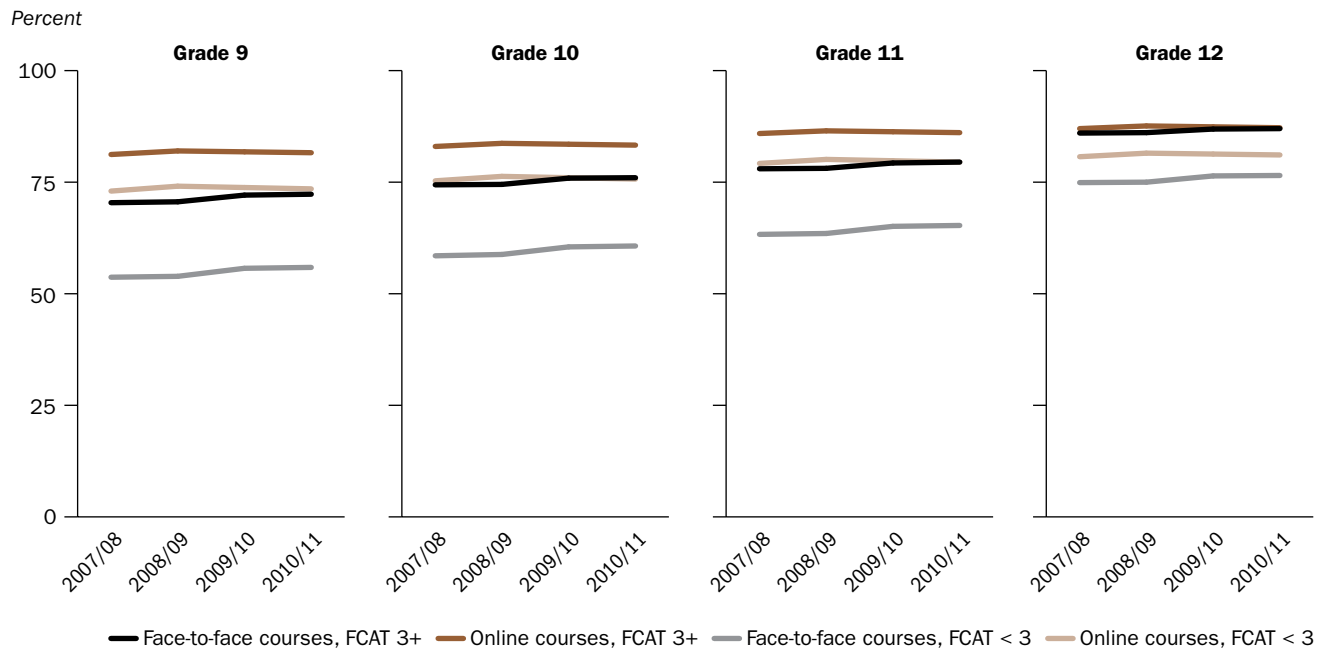 Percent
Grade 9 Grade 10 Grade 11 Grade 12
100
75
50
25
0
2007/08 2008/09 2009/10 2010/11 2007/08 2008/09 2009/10 2010/11 2007/08 2008/09 2009/10 2010/11 2007/08 2008/09 2009/10 2010/11
Face-to-face courses, FCAT 3+ Online courses, FCAT 3+ Face-to-face courses, FCAT < 3 Online courses, FCAT < 3